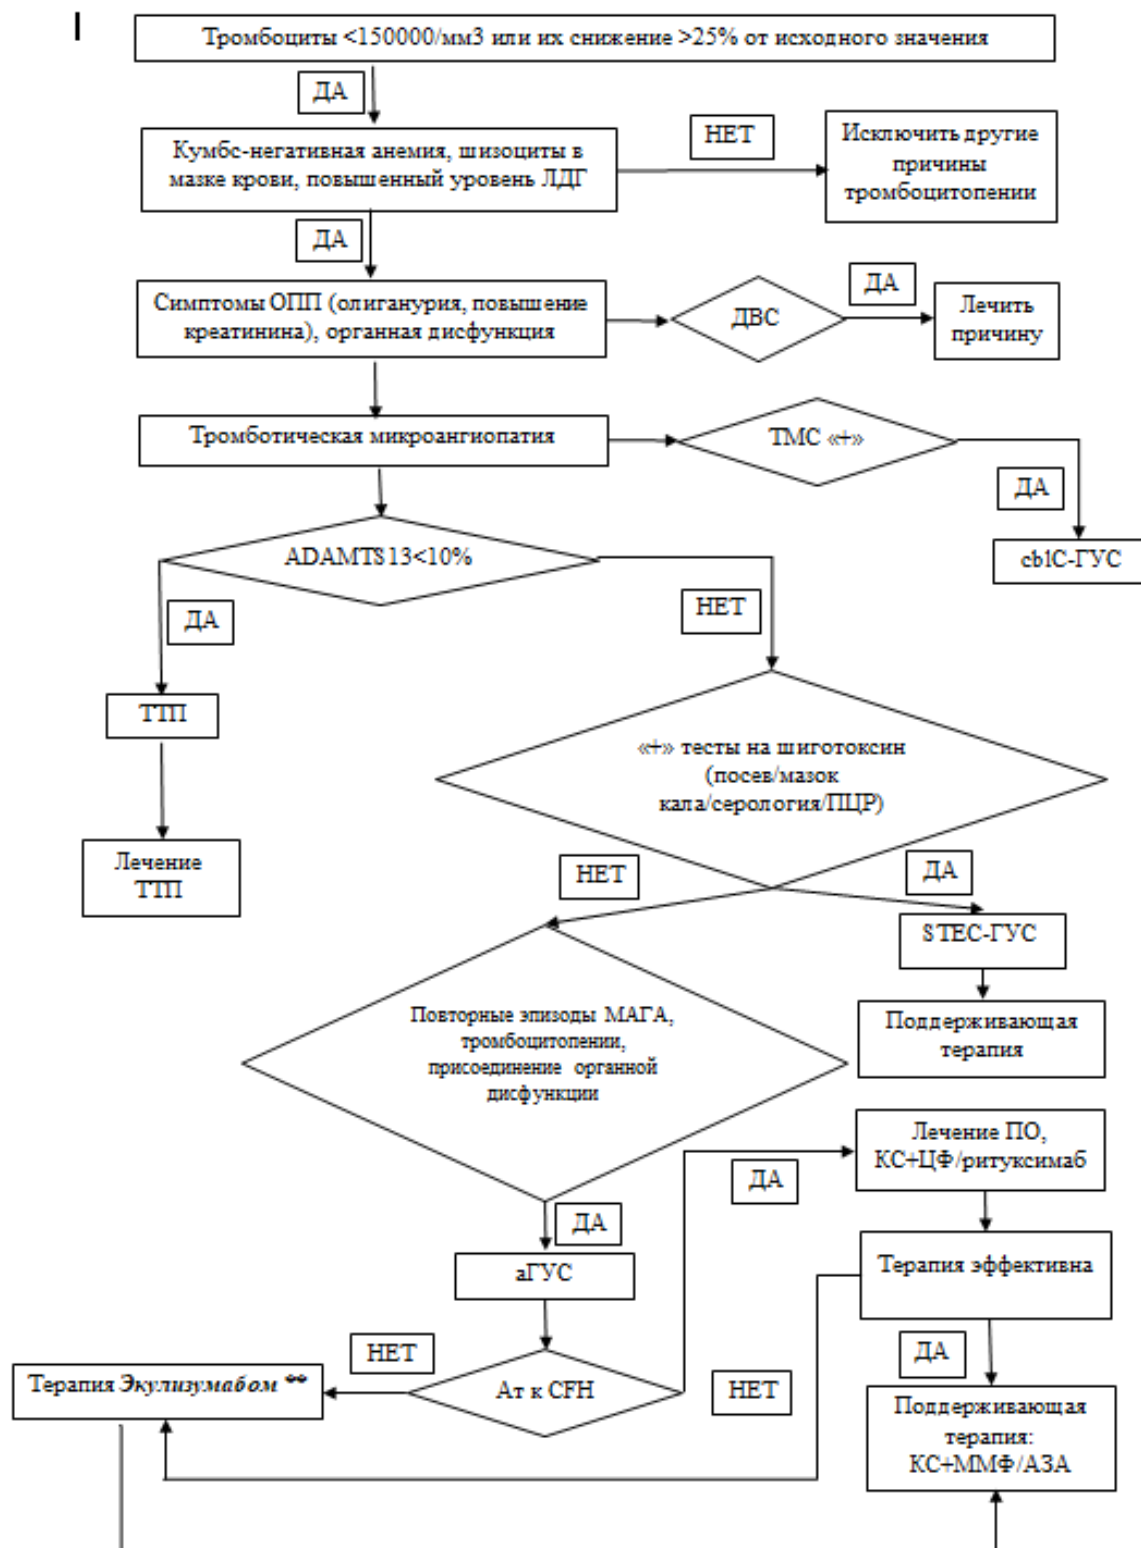 Тромбоциты <150000/мм3 или их снижение >25% от исходного значения
ДА
Кумбс-негативная анемия, шизоциты в
мазке крови, повышенный уровень ЛДГ
НЕТ
Исключить другие
причины
тромбоцитопении
ДА
Симптомы ОПП (олиганурия, повышение
креатинина), органная дисфункция
ДВС
ДА
Лечить
причину
Тромботическая микроангиопатия
ТМС «+»
ДА
cblC-ГУС
ADAMTS13<10%
ДА
НЕТ
ТТП
Лечение
ТТП
«+» тесты на шиготоксин
(посев/мазок
кала/серология/ПЦР)
НЕТ
ДА
STEC-ГУС
Поддерживающая
терапия
Повторные эпизоды МАГА,
тромбоцитопении,
присоединение органной
дисфункции
ДА
аГУС
Ат к CFH
ДА
Лечение ПО,
КС+ЦФ/ритуксимаб
Терапия эффективна
НЕТ
Терапия Экулизумабом **
НЕТ
ДА
Поддерживающая
терапия:
КС+ММФ/АЗА